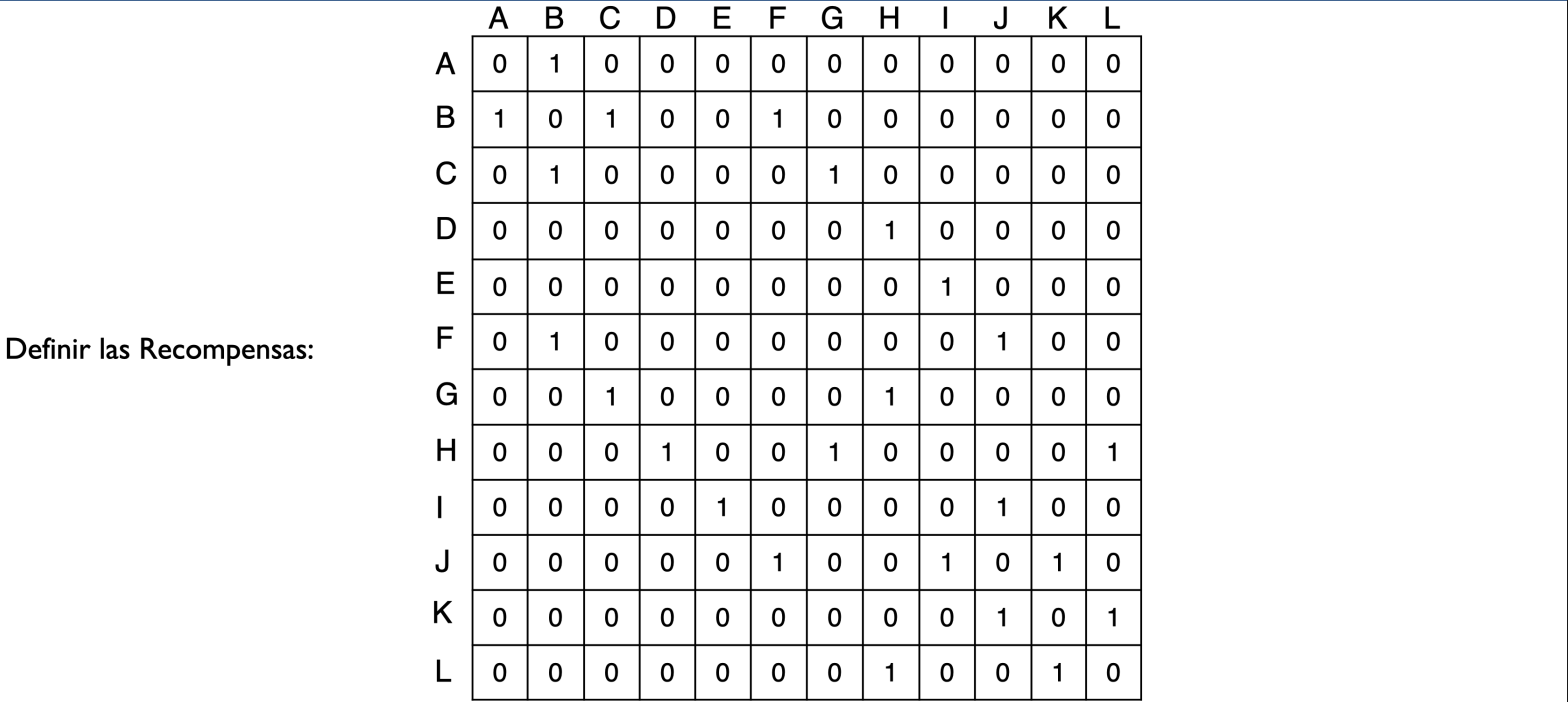 A B C D E F G H I J K L
A 0 1 0 0 0 0 0 0 0 0 0 0
B 1 0 1 0 0 1 0 0 0 0 0 0
C 0 1 0 0 0 0 1 0 0 0 0 0
D 0 0 0 0 0 0 0 1 0 0 0 0
E 0 0 0 0 0 0 0 0 1 0 0 0
Definir las Recompensas:
F 0 1 0 0 0 0 0 0 0 1 0 0
G 0 0 1 0 0 0 0 1 0 0 0 0
H 0 0 0 1 0 0 1 0 0 0 0 1
I 0 0 0 0 1 0 0 0 0 1 0 0
J 0 0 0 0 0 1 0 0 1 0 1 0
K 0 0 0 0 0 0 0 0 0 1 0 1
L 0 0 0 0 0 0 0 1 0 0 1 0